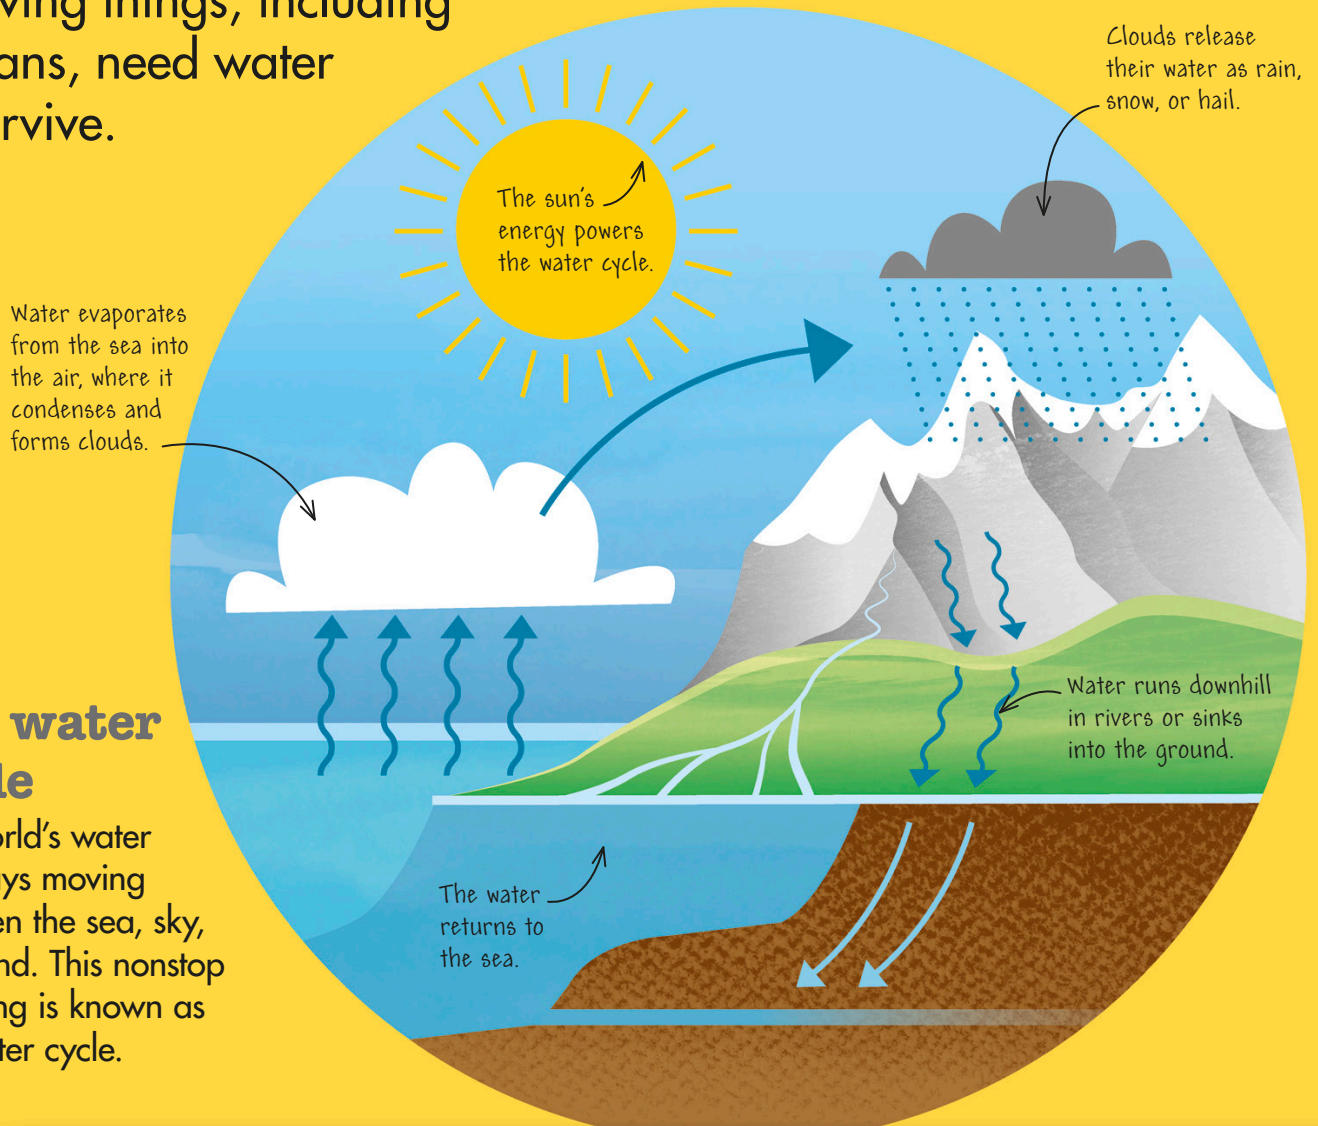 ving things, including
ans, need water
rvive.
Clouds release
their water as rain,
snow, or hail.
The sun's
energy powers
the water cycle.
Water evaporates
from the sea into
the air, where it
condenses and
forms clouds.
Water runs downhill
in rivers or sinks
into the ground.
The water
returns to
the sea.
water
le
orld's water
ys moving
en the sea, sky,
nd. This nonstop
ng is known as
ter cycle.